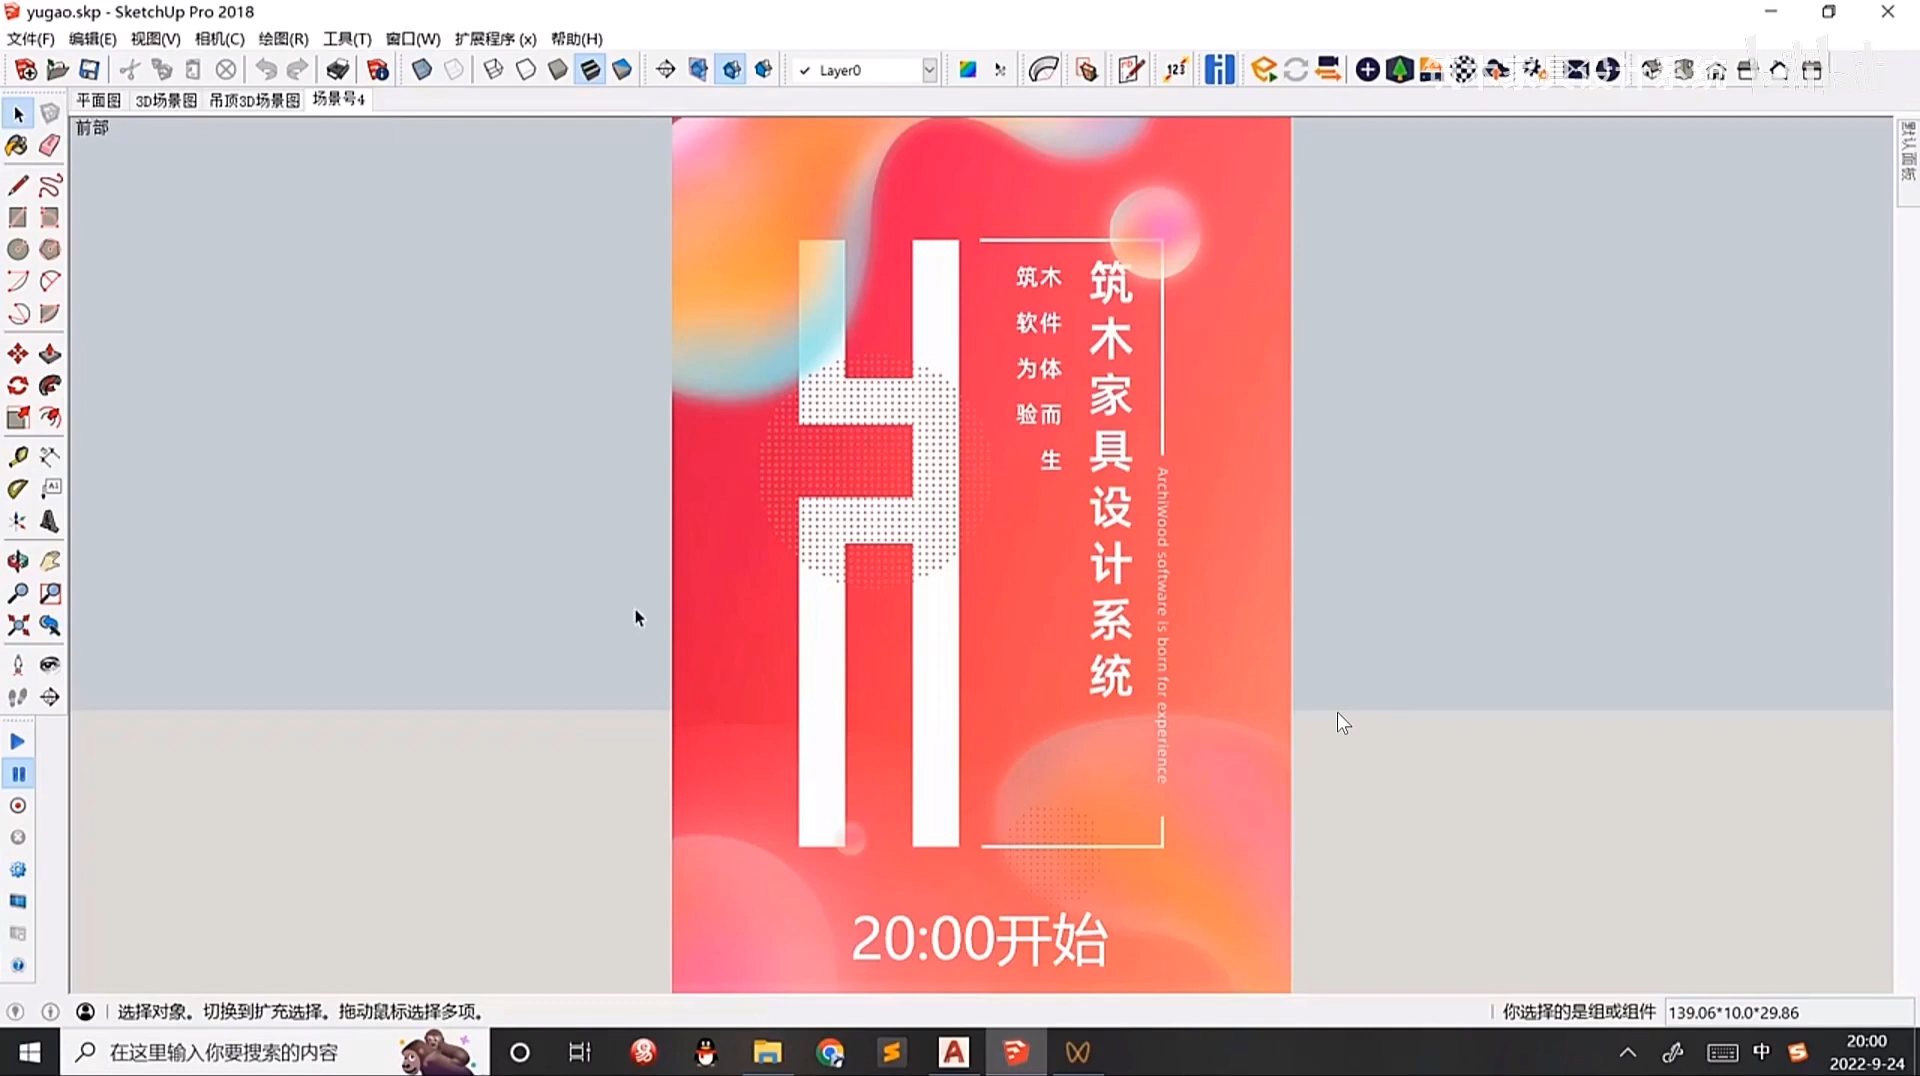 yugao.skp - SketchUp Pro 2018
文件(F) 编辑(E) 视图(V) 相机(C) 绘图(R) 工具(T) 窗口(W) 扩展程序 (x) 帮助(H)
Layer0
平面图 3D场景图 吊顶3D场景图 场景号4
前部
默认面板
筑木家具设计系统
筑木
软件
为体
验而
生
ArchiWood software is born for experience
20:00开始
选择对象。切换到扩充选择。拖动鼠标选择多项。
你选择的是组或组件 139.06*10.0*29.86
在这里输入你要搜索的内容
中
20:00
2022-9-24